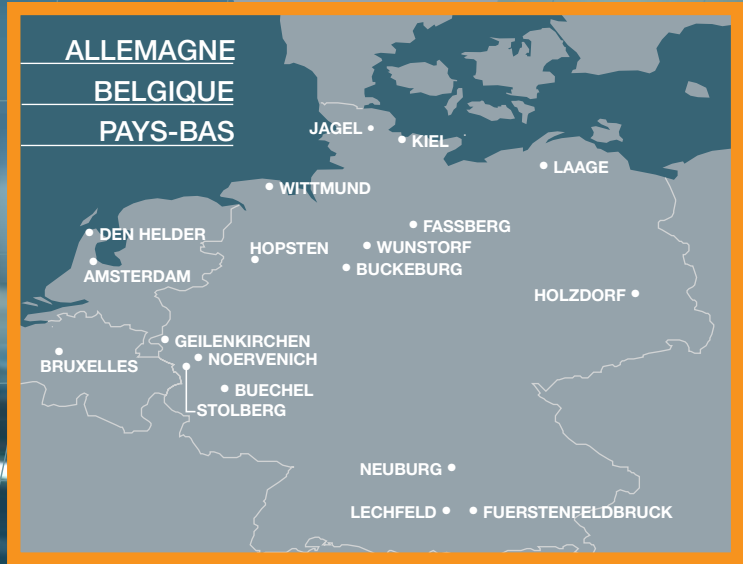 ALLEMAGNE
BELGIQUE
PAYS-BAS
JAGEL
KIEL
LAAGE
WITTMUND
FASSBERG
DEN HELDER
WUNSTORF
HOPSTEN
BUCKEBURG
AMSTERDAM
HOLZDORF
GEILENKIRCHEN
NOERVENICH
BRUXELLES
BUECHEL
STOLBERG
NEUBURG
LECHFELD
FUERSTENFELDBRUCK